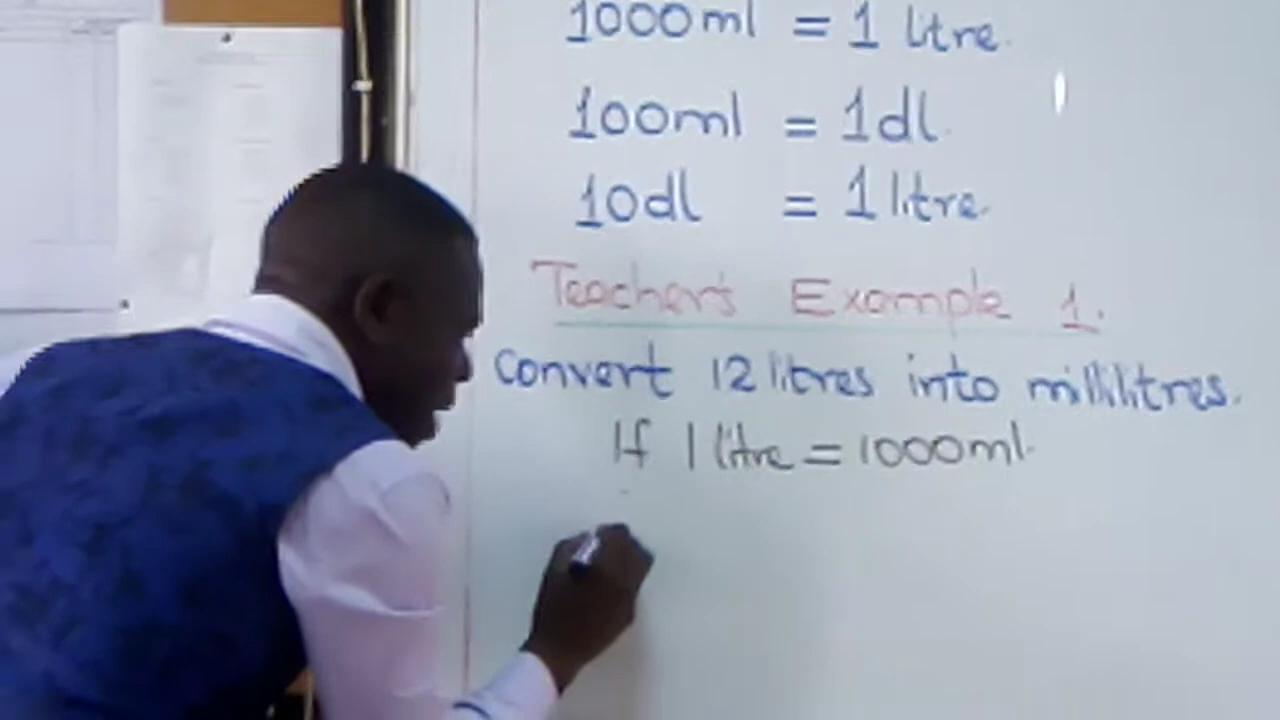 1000ml = 1 litre.
100ml = 1dl.
10dl = 1 litre.
Teacher's Example 1.
Convert 12 litres into millilitres.
If 1 litre = 1000ml.